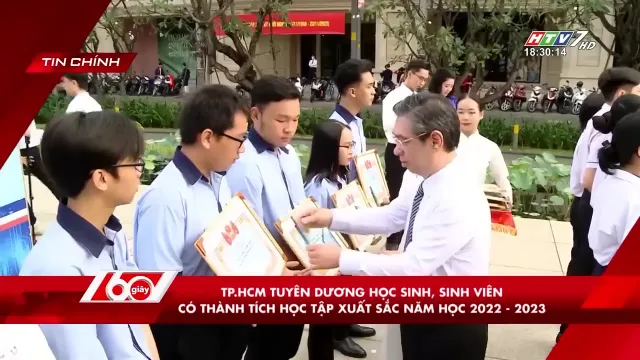 TIN CHÍNH
HTV7 HD
18:30:14
60 giây
TP.HCM TUYÊN DƯƠNG HỌC SINH, SINH VIÊN
CÓ THÀNH TÍCH HỌC TẬP XUẤT SẮC NĂM HỌC 2022 - 2023